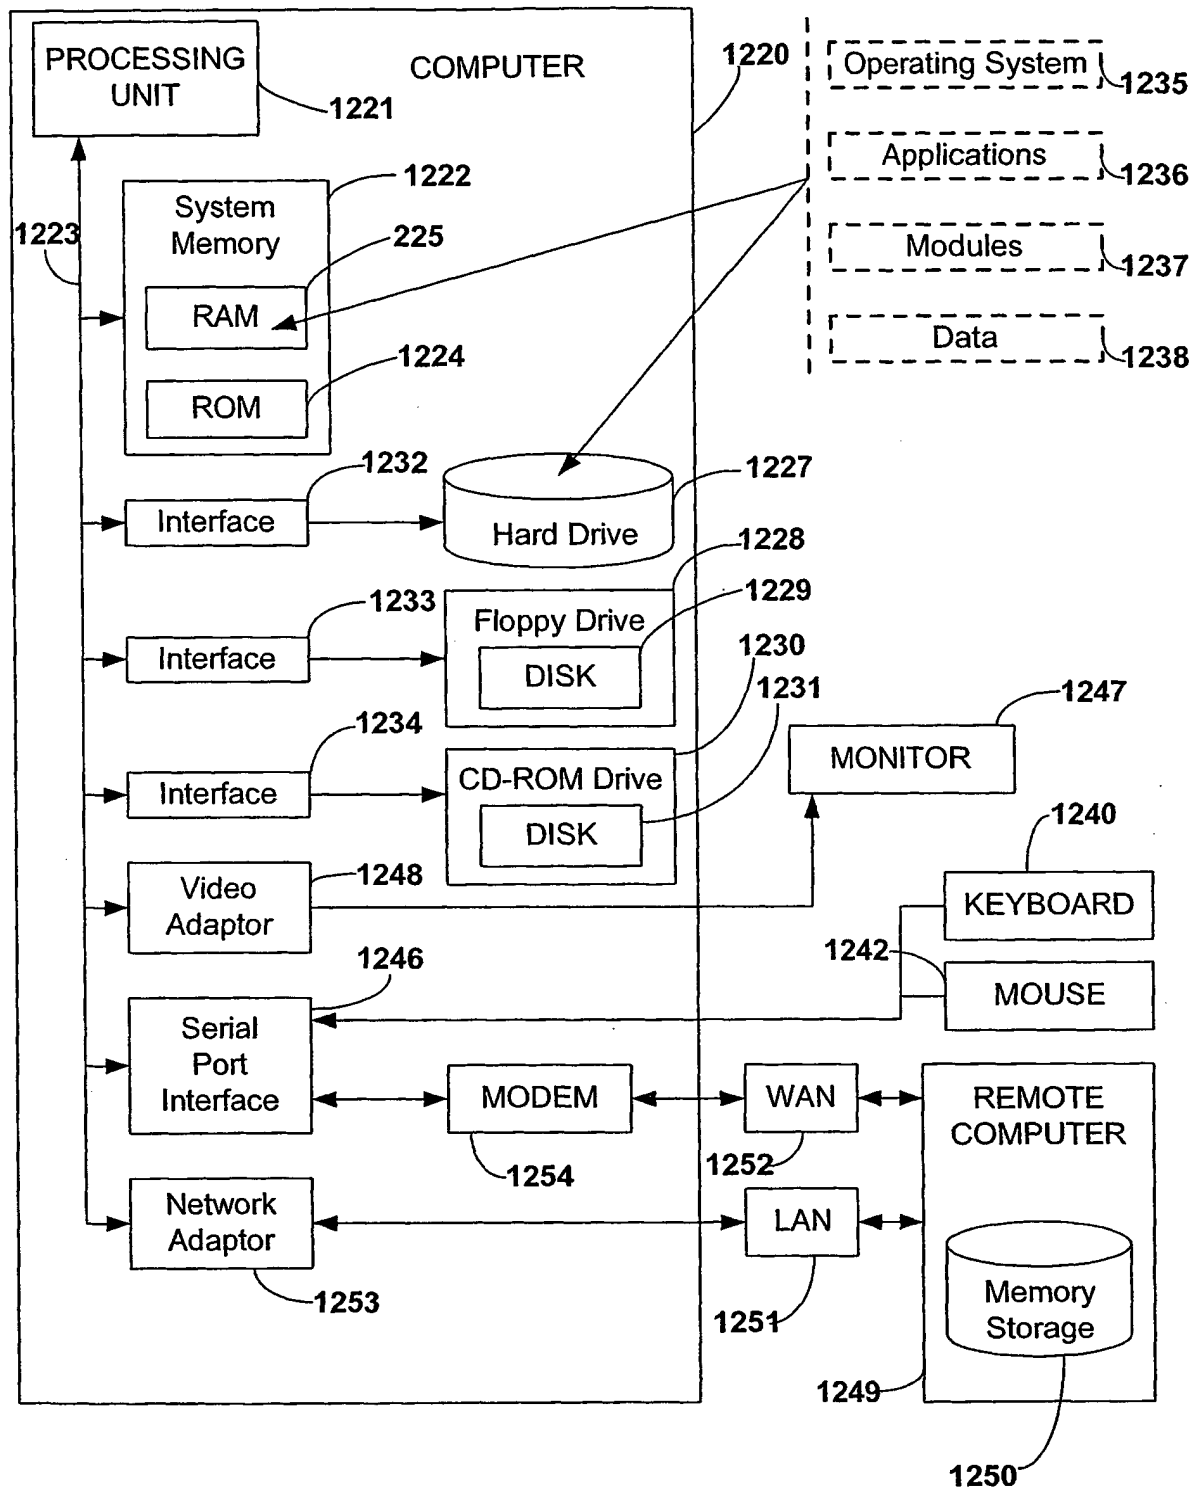 PROCESSING
UNIT
1221
COMPUTER
1220
Operating System
1235
Applications
1236
Modules
1237
Data
1238
1222
System
Memory
1223
225
RAM
1224
ROM
1232
Interface
Hard Drive
1227
1228
1233
Interface
Floppy Drive
1229
DISK
1230
1231
1234
Interface
CD-ROM Drive
DISK
1247
MONITOR
1248
Video
Adaptor
1240
KEYBOARD
1242
MOUSE
1246
Serial
Port
Interface
MODEM
1254
WAN
1252
REMOTE
COMPUTER
Network
Adaptor
1253
LAN
1251
Memory
Storage
1249
1250